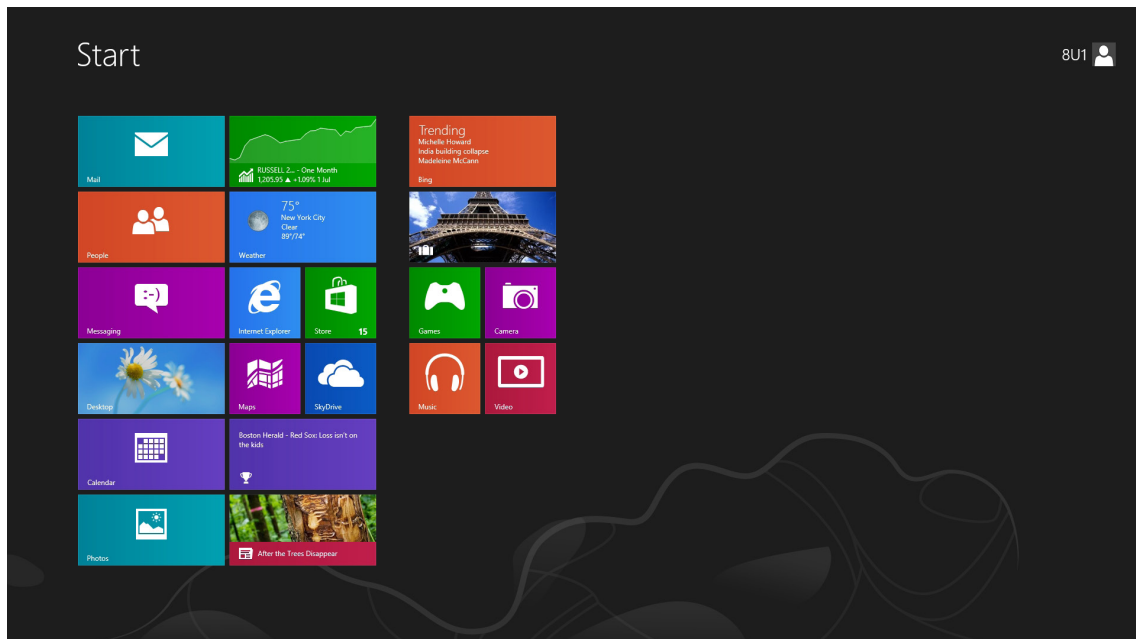 Start
8U1
Mail
RUSSELL 2... - One Month
1,205.95 ▲ +1.09% 1 Jul
Trending
Michelle Howard
India building collapse
Madeleine McCann
Bing
People
75°
New York City
Clear
89°/74°
Weather
Messaging
:-)
Internet Explorer
Store
15
Games
Camera
Desktop
Maps
SkyDrive
Music
Video
Calendar
Boston Herald - Red Sox: Loss isn't on
the kids
Photos
After the Trees Disappear